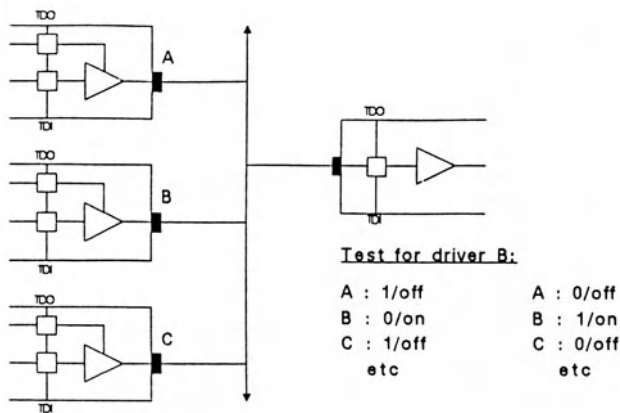 TDO
A
TDI
TDO
B
TDI
TDO
C
TDI
TDO
TDI
Test for driver B:
A : 1/off A : 0/off
B : 0/on B : 1/on
C : 1/off C : 0/off
etc etc